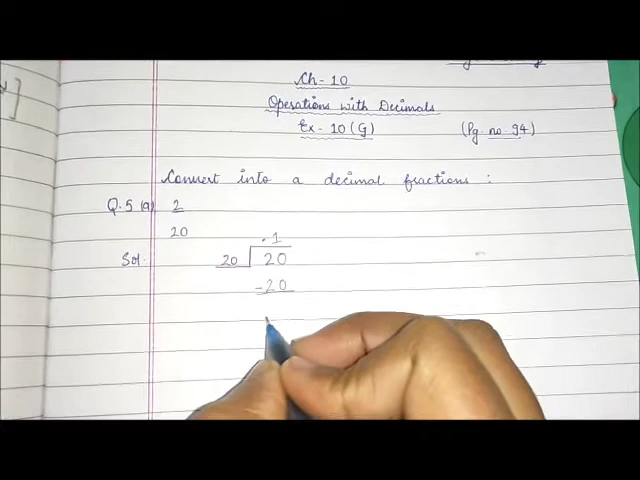 Ch - 10
Operations with Decimals
Ex - 10 (G) (Pg. no. 94)
Convert into a decimal fractions :
Q.5 (a) 2
20
.1
Sol. 20 20
-20